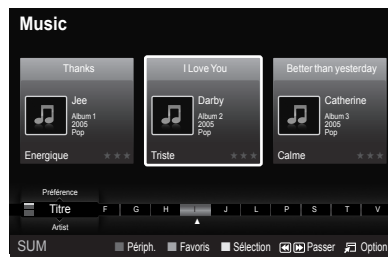 Music
Thanks
Jee
Album 1
2005
Pop
Energique ★★★
I Love You
Darby
Album 2
2005
Pop
Triste ★★★
Better than yesterday
Catherine
Album 3
2005
Pop
Calme ★★★
Préférence
Titre F G H I J L P S T V
Artist
SUM Périph. Favoris Sélection Passer Option